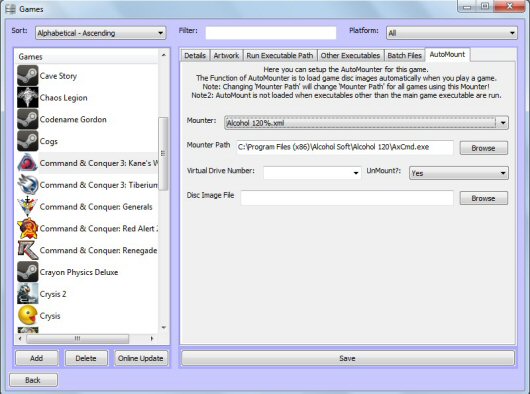 Games
Sort: Alphabetical - Ascending Filter: Platform: All
Games
Cave Story
Chaos Legion
Codename Gordon
Cogs
Command & Conquer 3: Kane's W
Command & Conquer 3: Tiberium
Command & Conquer: Generals
Command & Conquer: Red Alert 2
Command & Conquer: Renegade
Crayon Physics Deluxe
Crysis 2
Crysis
Add Delete Online Update
Back
Details Artwork Run Executable Path Other Executables Batch Files AutoMount
Here you can setup the AutoMounter for this game.
The Function of AutoMounter is to load game disc images automatically when you play a game.
Note: Changing 'Mounter Path' will change 'Mounter Path' for all games using this Mounter!
Note2: AutoMount is not loaded when executables other than the main game executable are run.
Mounter: Alcohol 120%.xml
Mounter Path C:\Program Files (x86)\Alcohol Soft\Alcohol 120\AxCmd.exe Browse
Virtual Drive Number: UnMount?: Yes
Disc Image File Browse
Save